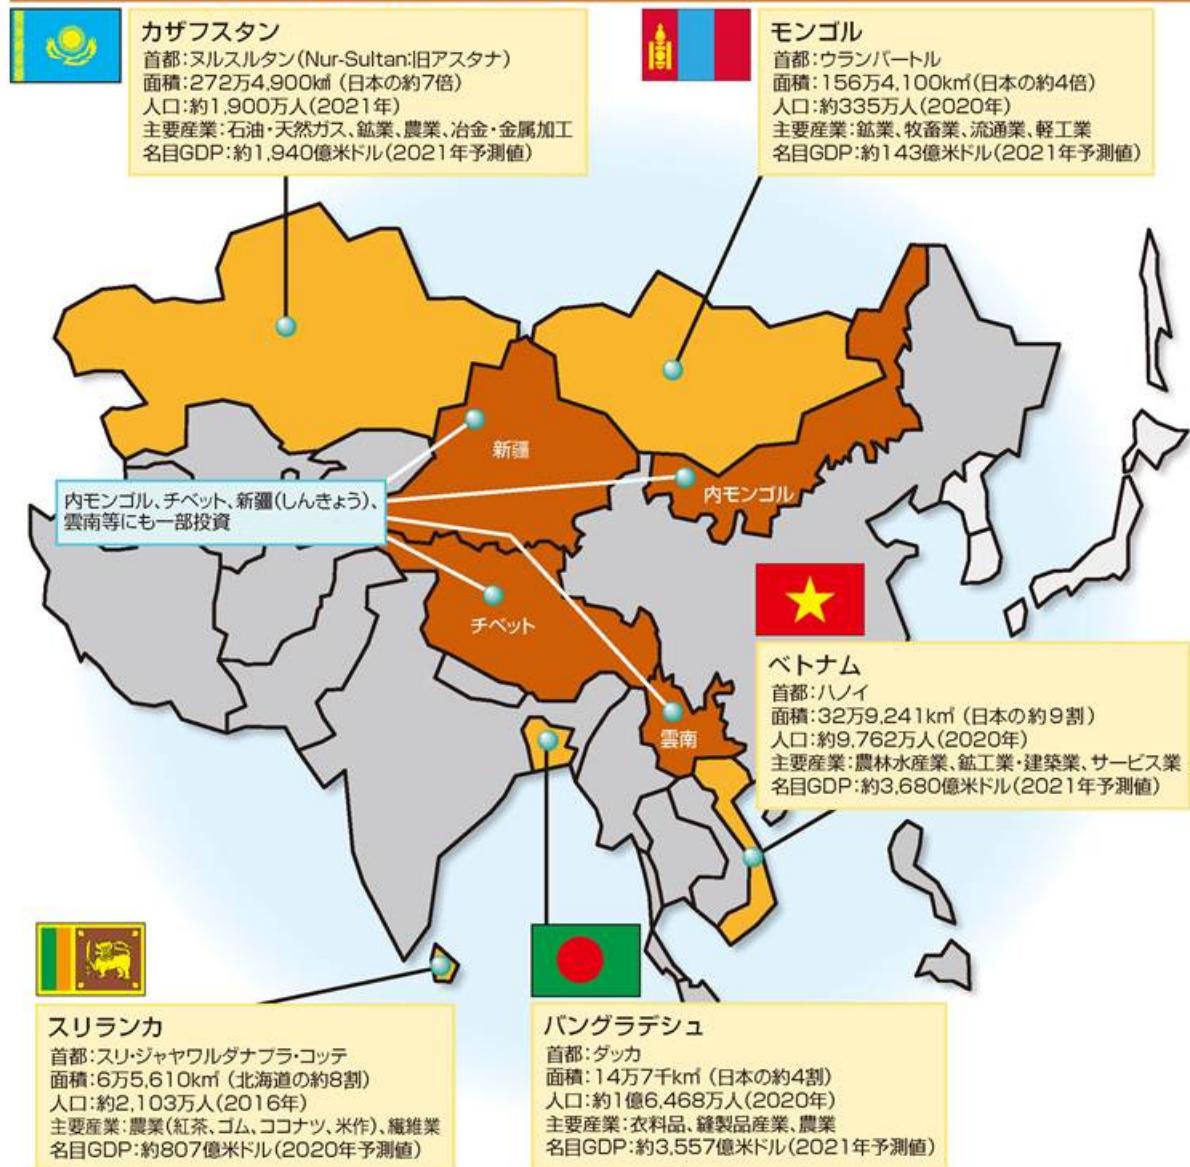 カザフスタン
首都:ヌルスルタン(Nur-Sultan:旧アスタナ)
面積:272万4,900㎢ (日本の約7倍)
人口:約1,900万人(2021年)
主要産業:石油・天然ガス、鉱業、農業、冶金・金属加工
名目GDP:約1,940億米ドル(2021年予測値)
モンゴル
首都:ウランバートル
面積:156万4,100k㎡(日本の約4倍)
人口:約335万人(2020年)
主要産業:鉱業、牧畜業、流通業、軽工業
名目GDP:約143億米ドル(2021年予測値)
新疆
内モンゴル
内モンゴル、チベット、新疆(しんきょう)、
雲南等にも一部投資
チベット
雲南
ベトナム
首都:ハノイ
面積:32万9,241k㎡ (日本の約9割)
人口:約9,762万人(2020年)
主要産業:農林水産業、鉱工業・建築業、サービス業
名目GDP:約3,680億米ドル(2021年予測値)
スリランカ
首都:スリ・ジャヤワルダナプラ・コッテ
面積:6万5,610k㎡ (北海道の約8割)
人口:約2,103万人(2016年)
主要産業:農業(紅茶、ゴム、ココナツ、米作)、繊維業
名目GDP:約807億米ドル(2020年予測値)
バングラデシュ
首都:ダッカ
面積:14万7千k㎡ (日本の約4割)
人口:約1億6,468万人(2020年)
主要産業:衣料品、縫製品産業、農業
名目GDP:約3,557億米ドル(2021年予測値)